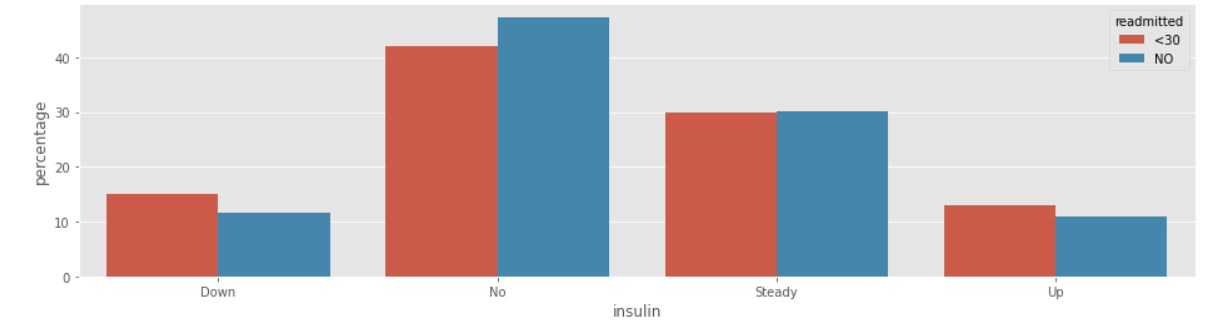 readmitted
<30
NO
percentage
40
30
20
10
0
Down No Steady Up
insulin